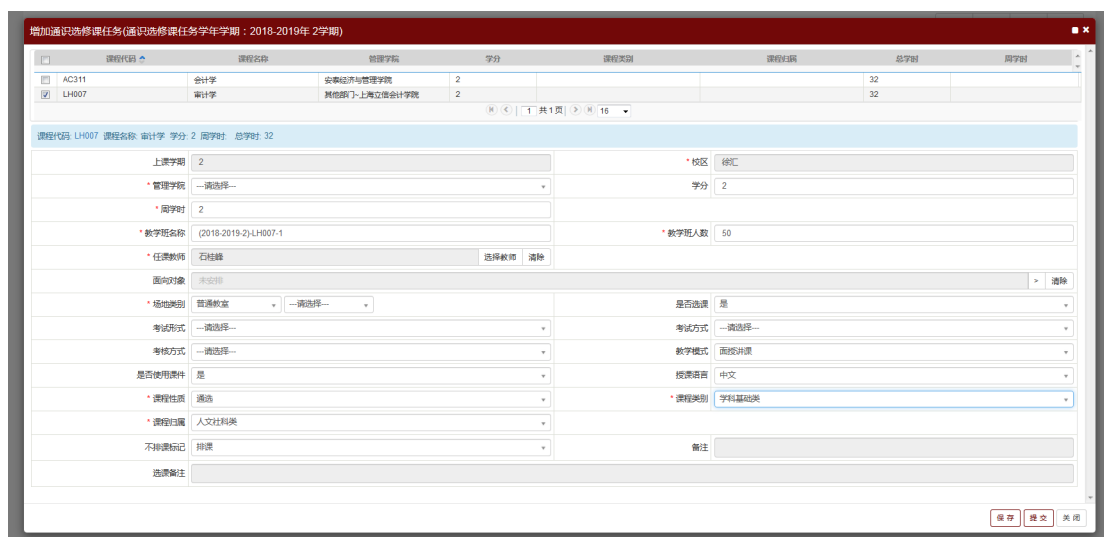 增加通识选修课任务(通识选修课任务学年学期：2018-2019年 2学期)
课程代码 课程名称 管理学院 学分 课程类别 课程归属 总学时 周学时
AC311 会计学 安泰经济与管理学院 2 32
LH007 审计学 其他部门~上海立信会计学院 2 32
1 共1页 16
课程代码: LH007 课程名称: 审计学 学分: 2 周学时: 总学时: 32
上课学期 2 * 校区 徐汇
* 管理学院 ---请选择--- 学分 2
* 周学时 2
* 教学班名称 (2018-2019-2)-LH007-1 * 教学班人数 50
* 任课教师 石桂峰 选择教师 清除
面向对象 未安排 > 清除
* 场地类别 普通教室 ---请选择--- 是否选课 是
考试形式 ---请选择--- 考试方式 ---请选择---
考核方式 ---请选择--- 教学模式 面授讲课
是否使用课件 是 授课语言 中文
* 课程性质 通选 * 课程类别 学科基础类
* 课程归属 人文社科类
不排课标记 排课 备注
选课备注
保存 提交 关闭